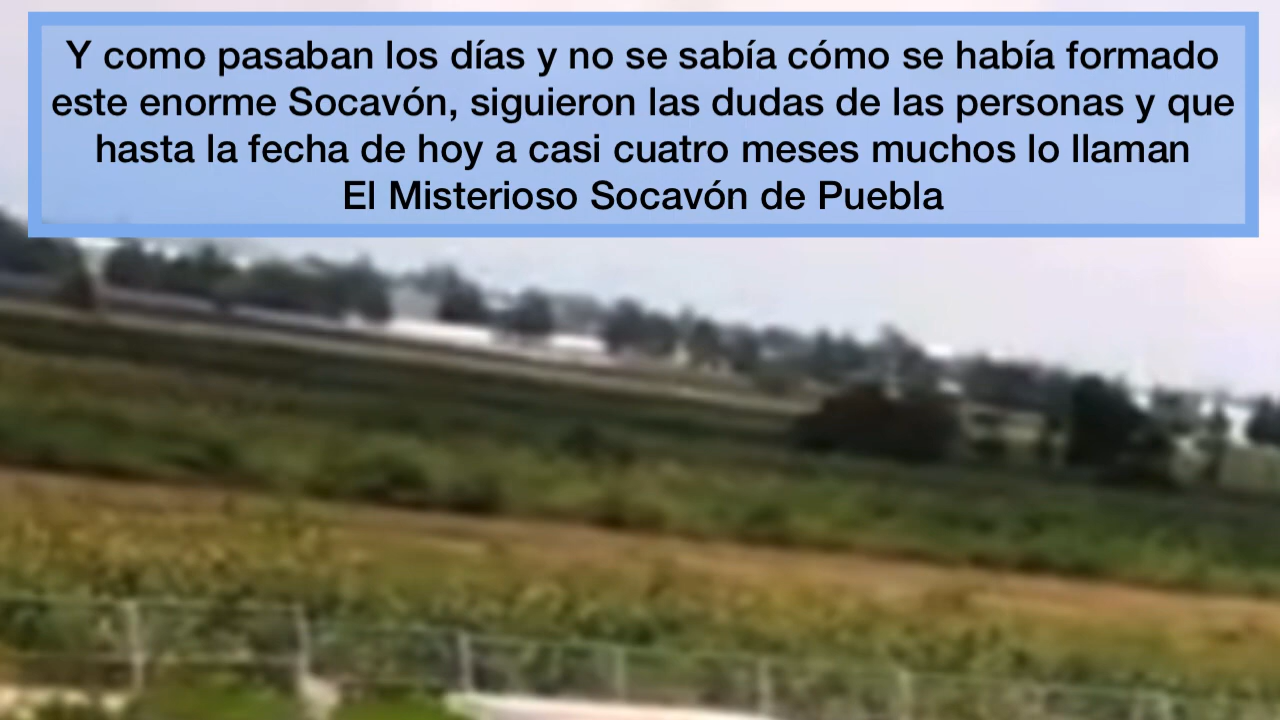 Y como pasaban los días y no se sabía cómo se había formado
este enorme Socavón, siguieron las dudas de las personas y que
hasta la fecha de hoy a casi cuatro meses muchos lo llaman
El Misterioso Socavón de Puebla